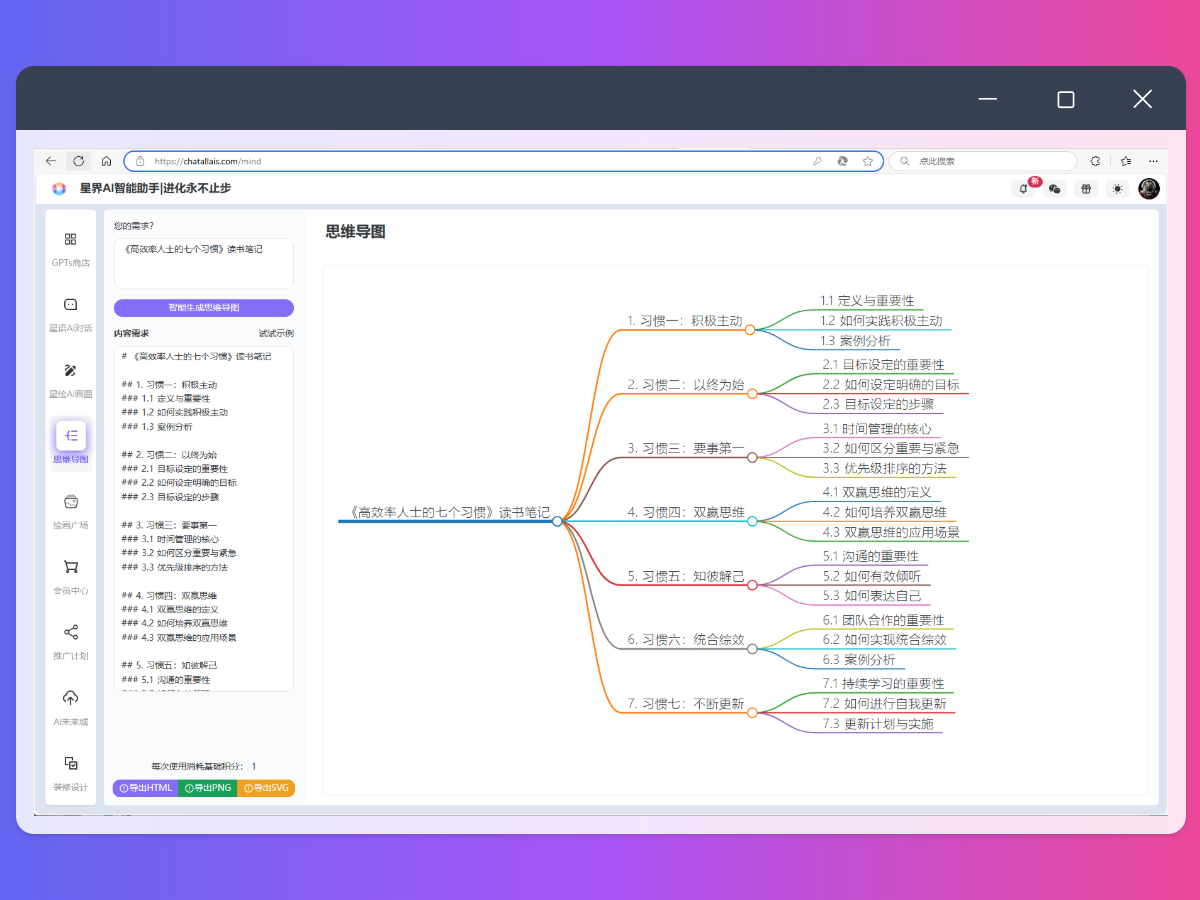 https://chatallais.com/mind
点此搜索
星界AI智能助手|进化永不止步
新
GPTs商店
星语AI对话
星绘AI画图
思维导图
绘画广场
会员中心
推广计划
AI未来城
装修设计
您的需求?
《高效率人士的七个习惯》读书笔记
智能生成思维导图
内容需求
试试示例
# 《高效率人士的七个习惯》读书笔记
## 1. 习惯一：积极主动
### 1.1 定义与重要性
### 1.2 如何实践积极主动
### 1.3 案例分析
## 2. 习惯二：以终为始
### 2.1 目标设定的重要性
### 2.2 如何设定明确的目标
### 2.3 目标设定的步骤
## 3. 习惯三：要事第一
### 3.1 时间管理的核心
### 3.2 如何区分重要与紧急
### 3.3 优先级排序的方法
## 4. 习惯四：双赢思维
### 4.1 双赢思维的定义
### 4.2 如何培养双赢思维
### 4.3 双赢思维的应用场景
## 5. 习惯五：知彼解己
### 5.1 沟通的重要性
每次使用消耗基础积分： 1
导出HTML
导出PNG
导出SVG
思维导图
《高效率人士的七个习惯》读书笔记
1. 习惯一：积极主动
1.1 定义与重要性
1.2 如何实践积极主动
1.3 案例分析
2. 习惯二：以终为始
2.1 目标设定的重要性
2.2 如何设定明确的目标
2.3 目标设定的步骤
3. 习惯三：要事第一
3.1 时间管理的核心
3.2 如何区分重要与紧急
3.3 优先级排序的方法
4. 习惯四：双赢思维
4.1 双赢思维的定义
4.2 如何培养双赢思维
4.3 双赢思维的应用场景
5. 习惯五：知彼解己
5.1 沟通的重要性
5.2 如何有效倾听
5.3 如何表达自己
6. 习惯六：统合综效
6.1 团队合作的重要性
6.2 如何实现统合综效
6.3 案例分析
7. 习惯七：不断更新
7.1 持续学习的重要性
7.2 如何进行自我更新
7.3 更新计划与实施